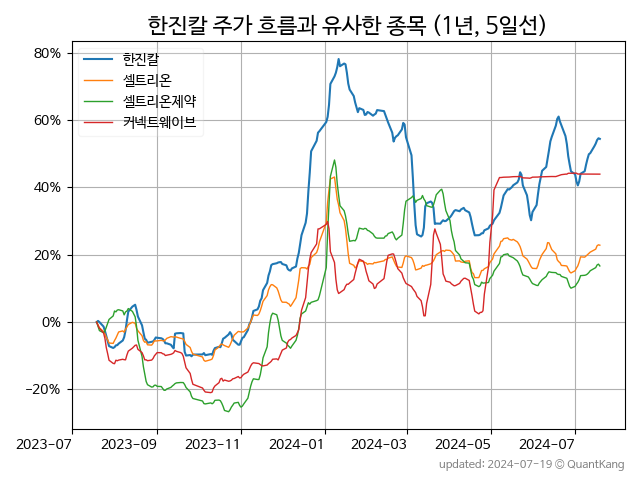 한진칼 주가 흐름과 유사한 종목 (1년, 5일선)
한진칼
셀트리온
셀트리온제약
커넥트웨이브
80%
60%
40%
20%
0%
−20%
2023-07 2023-09 2023-11 2024-01 2024-03 2024-05 2024-07
updated: 2024-07-19 © QuantKang